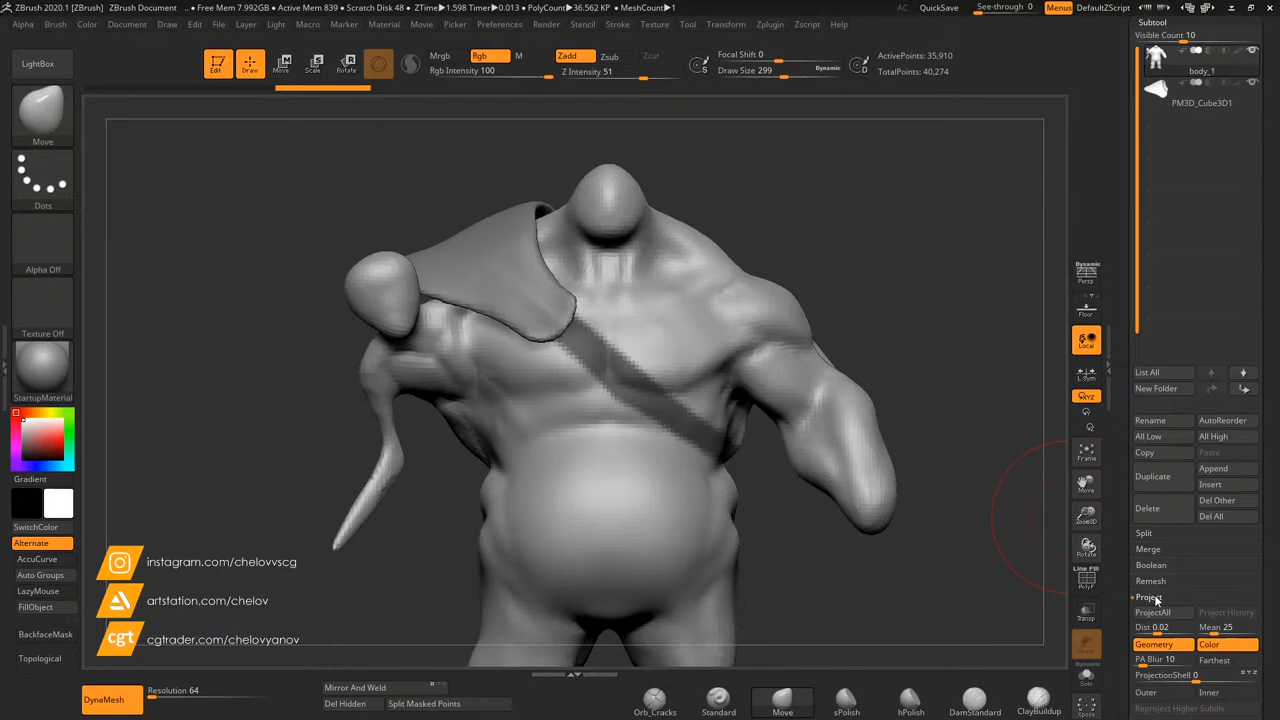 ZBrush 2020.1 [ZBrush] ZBrush Document .. Free Mem 7.992GB • Active Mem 839 • Scratch Disk 48 • ZTime▸1.598 Timer▸0.013 • PolyCount▸36.562 KP • MeshCount▸1 AC QuickSave See-through 0 Menus DefaultZScript
Alpha Brush Color Document Draw Edit File Layer Light Macro Marker Material Movie Picker Preferences Render Stencil Stroke Texture Tool Transform Zplugin Zscript
Subtool
Visible Count 10
body_1
PM3D_Cube3D1
LightBox
Edit Draw Move Scale Rotate
Mrgb Rgb M
Rgb Intensity 100
Zadd Zsub Zcut
Z Intensity 51
Focal Shift 0
Draw Size 299 Dynamic
ActivePoints: 35,910
TotalPoints: 40,274
Move
Dots
Alpha Off
Texture Off
StartupMaterial
Gradient
SwitchColor
Alternate
AccuCurve
Auto Groups
LazyMouse
FillObject
BackfaceMask
Topological
instagram.com/chelovvscg
artstation.com/chelov
cgt cgtrader.com/chelovyanov
Dynamic
Persp
Floor
Local
L.Sym
XYZ
Frame
Move
Zoom3D
Rotate
Line Fill
PolyF
Transp
Dynamic
Solo
Xpose
List All
New Folder
Rename AutoReorder
All Low All High
Copy Paste
Duplicate Append
Insert
Delete Del Other
Del All
Split
Merge
Boolean
Remesh
Project
ProjectAll Project History
Dist 0.02 Mean 25
Geometry Color
PA Blur 10 Farthest
ProjectionShell 0
Outer Inner
Reproject Higher Subdiv
DynaMesh Resolution 64
Mirror And Weld
Del Hidden Split Masked Points
Orb_Cracks Standard Move sPolish hPolish DamStandard ClayBuildup